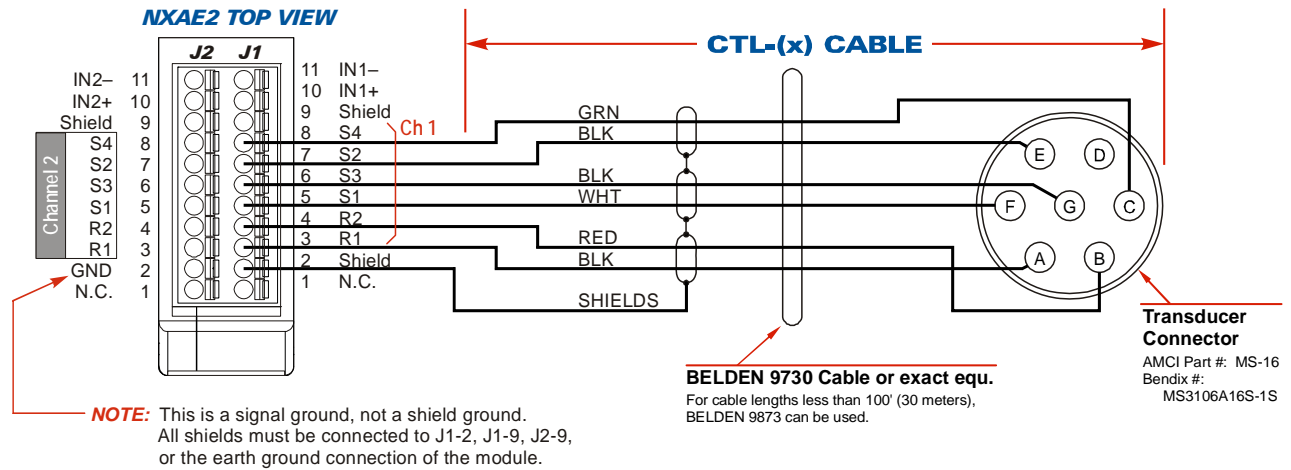 NXAE2 TOP VIEW
CTL-(x) CABLE
J2 J1
IN2– 11
IN2+ 10
Shield 9
S4 8
S2 7
S3 6
S1 5
R2 4
R1 3
GND 2
N.C. 1
Channel 2
11 IN1–
10 IN1+
9 Shield
8 S4
7 S2
6 S3
5 S1
4 R2
3 R1
2 Shield
1 N.C.
Ch 1
GRN
BLK
BLK
WHT
RED
BLK
SHIELDS
E D
F G C
A B
Transducer
Connector
AMCI Part #: MS-16
Bendix #:
MS3106A16S-1S
BELDEN 9730 Cable or exact equ.
For cable lengths less than 100' (30 meters),
BELDEN 9873 can be used.
NOTE: This is a signal ground, not a shield ground.
All shields must be connected to J1-2, J1-9, J2-9,
or the earth ground connection of the module.